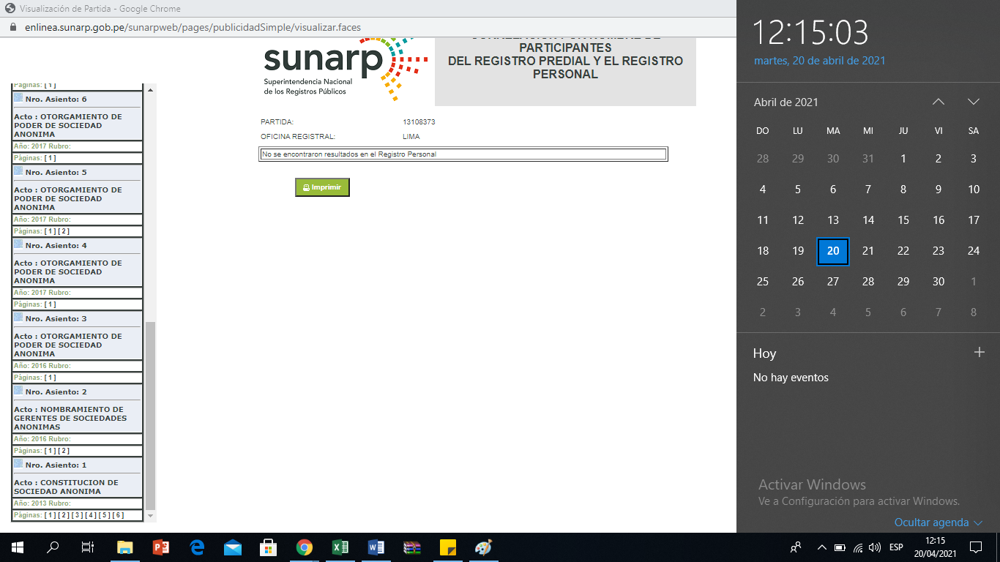 Visualización de Partida - Google Chrome
enlinea.sunarp.gob.pe/sunarpweb/pages/publicidadSimple/visualizar.faces
Páginas: [ 1 ]
Nro. Asiento: 6
Acto : OTORGAMIENTO DE
PODER DE SOCIEDAD
ANONIMA
Año: 2017 Rubro:
Páginas: [ 1 ]
Nro. Asiento: 5
Acto : OTORGAMIENTO DE
PODER DE SOCIEDAD
ANONIMA
Año: 2017 Rubro:
Páginas: [ 1 ] [ 2 ]
Nro. Asiento: 4
Acto : OTORGAMIENTO DE
PODER DE SOCIEDAD
ANONIMA
Año: 2017 Rubro:
Páginas: [ 1 ]
Nro. Asiento: 3
Acto : OTORGAMIENTO DE
PODER DE SOCIEDAD
ANONIMA
Año: 2016 Rubro:
Páginas: [ 1 ]
Nro. Asiento: 2
Acto : NOMBRAMIENTO DE
GERENTES DE SOCIEDADES
ANONIMAS
Año: 2016 Rubro:
Páginas: [ 1 ] [ 2 ]
Nro. Asiento: 1
Acto : CONSTITUCION DE
SOCIEDAD ANONIMA
Año: 2013 Rubro:
Páginas: [ 1 ] [ 2 ] [ 3 ] [ 4 ] [ 5 ] [ 6 ]
sunarp
Superintendencia Nacional
de los Registros Públicos
PARTICIPANTES
DEL REGISTRO PREDIAL Y EL REGISTRO
PERSONAL
PARTIDA: 13108373
OFICINA REGISTRAL: LIMA
No se encontraron resultados en el Registro Personal
Imprimir
12:15:03
martes, 20 de abril de 2021
Abril de 2021
DO LU MA MI JU VI SA
28 29 30 31 1 2 3
4 5 6 7 8 9 10
11 12 13 14 15 16 17
18 19 20 21 22 23 24
25 26 27 28 29 30 1
2 3 4 5 6 7 8
Hoy
No hay eventos
Activar Windows
Ve a Configuración para activar Windows.
Ocultar agenda
ESP
12:15
20/04/2021